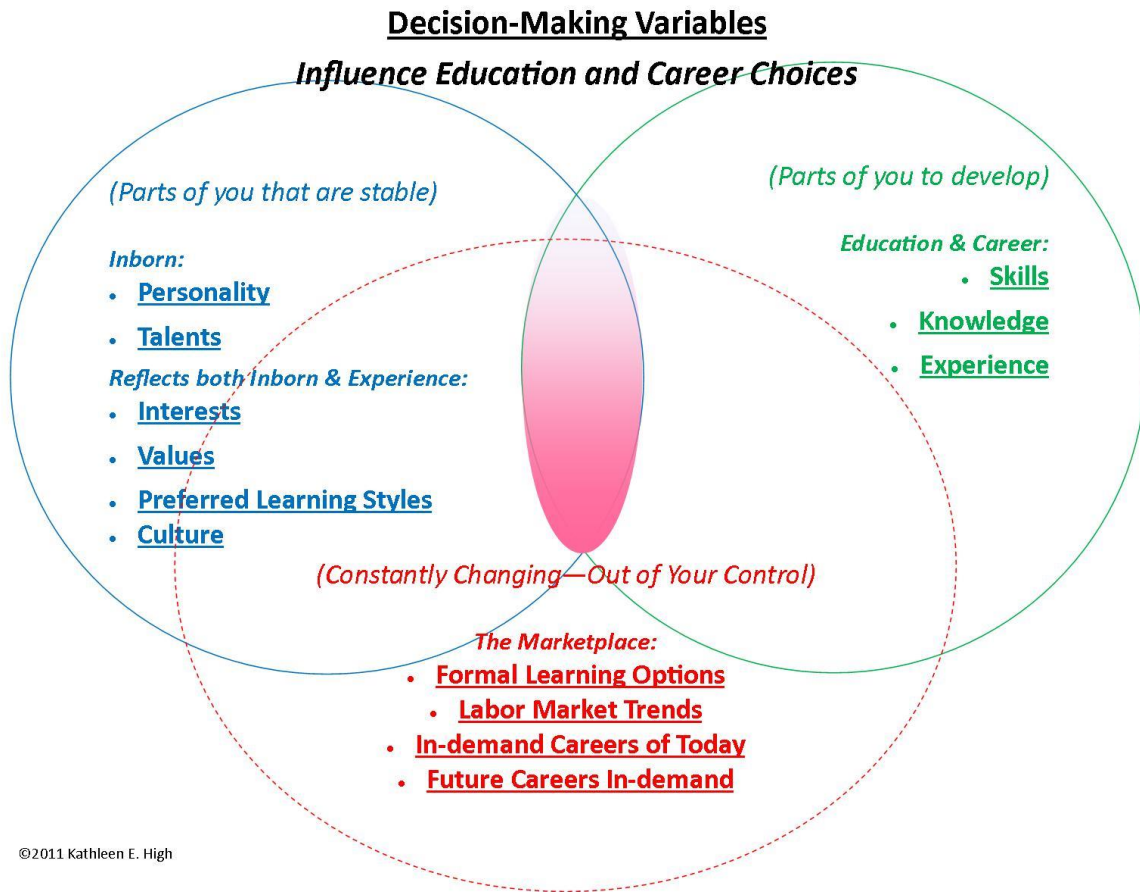 Decision-Making Variables
Influence Education and Career Choices
(Parts of you that are stable)
Inborn:
• Personality
• Talents
Reflects both Inborn & Experience:
• Interests
• Values
• Preferred Learning Styles
• Culture
(Parts of you to develop)
Education & Career:
• Skills
• Knowledge
• Experience
(Constantly Changing—Out of Your Control)
The Marketplace:
• Formal Learning Options
• Labor Market Trends
• In-demand Careers of Today
• Future Careers In-demand
©2011 Kathleen E. High